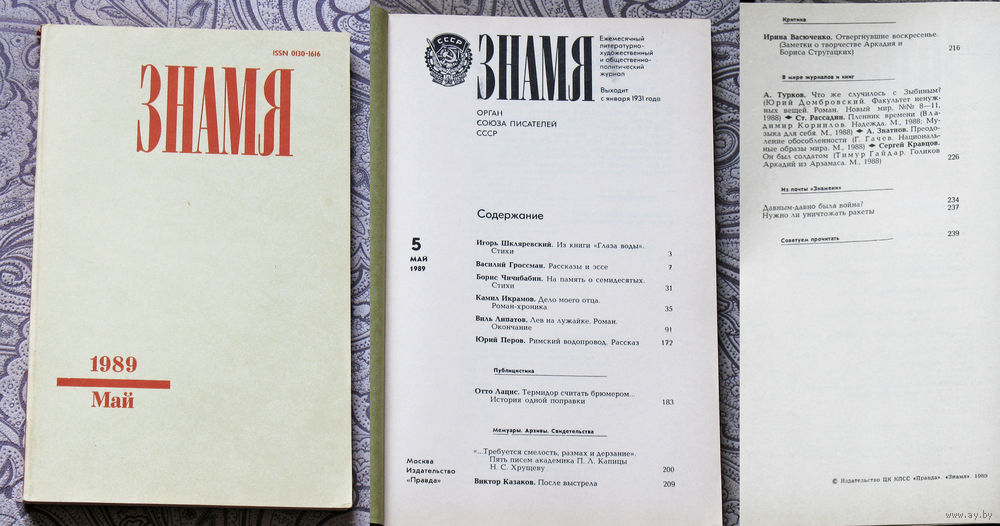 ISSN 0130-1616
ЗНАМЯ
1989
Май
СССР
ЗНАМЯ
Ежемесячный
литературно-
художественный
и общественно-
политический
журнал
Выходит
с января 1931 года
ОРГАН
СОЮЗА ПИСАТЕЛЕЙ
СССР
Содержание
5
МАЙ
1989
Игорь Шкляревский. Из книги «Глаза воды».
Стихи 3
Василий Гроссман. Рассказы и эссе 7
Борис Чичибабин. На память о семидесятых.
Стихи 31
Камил Икрамов. Дело моего отца.
Роман-хроника 35
Виль Липатов. Лев на лужайке. Роман.
Окончание 91
Юрий Перов. Римский водопровод. Рассказ 172
Публицистика
Отто Лацис. Термидор считать брюмером...
История одной поправки 183
Мемуары. Архивы. Свидетельства
"...Требуется смелость, размах и дерзание".
Пять писем академика П. Л. Капицы
Н. С. Хрущеву 200
Виктор Казаков. После выстрела 209
Москва
Издательство
«Правда»
Критика
Ирина Васюченко. Отвергнувшие воскресенье.
(Заметки о творчестве Аркадия и
Бориса Стругацких) 216
В мире журналов и книг
А. Турков. Что же случилось с Зыбиным?
(Юрий Домбровский. Факультет ненуж-
ных вещей. Роман. Новый мир, №№ 8—11,
1988) Ст. Рассадин. Пленник времени (Вла-
димир Корнилов. Надежда. М., 1988; Му-
зыка для себя. М., 1988) А. Знатнов. Преодо-
ление обособленности (Г. Гачев. Националь-
ные образы мира. М., 1988) Сергей Кравцов.
Он был солдатом (Тимур Гайдар. Голиков
Аркадий из Арзамаса. М., 1988) 226
Из почты «Знамени»
Давным-давно была война? 234
Нужно ли уничтожать ракеты 237
Советуем прочитать 239
© Издательство ЦК КПСС «Правда». «Знамя». 1989
www.ay.by